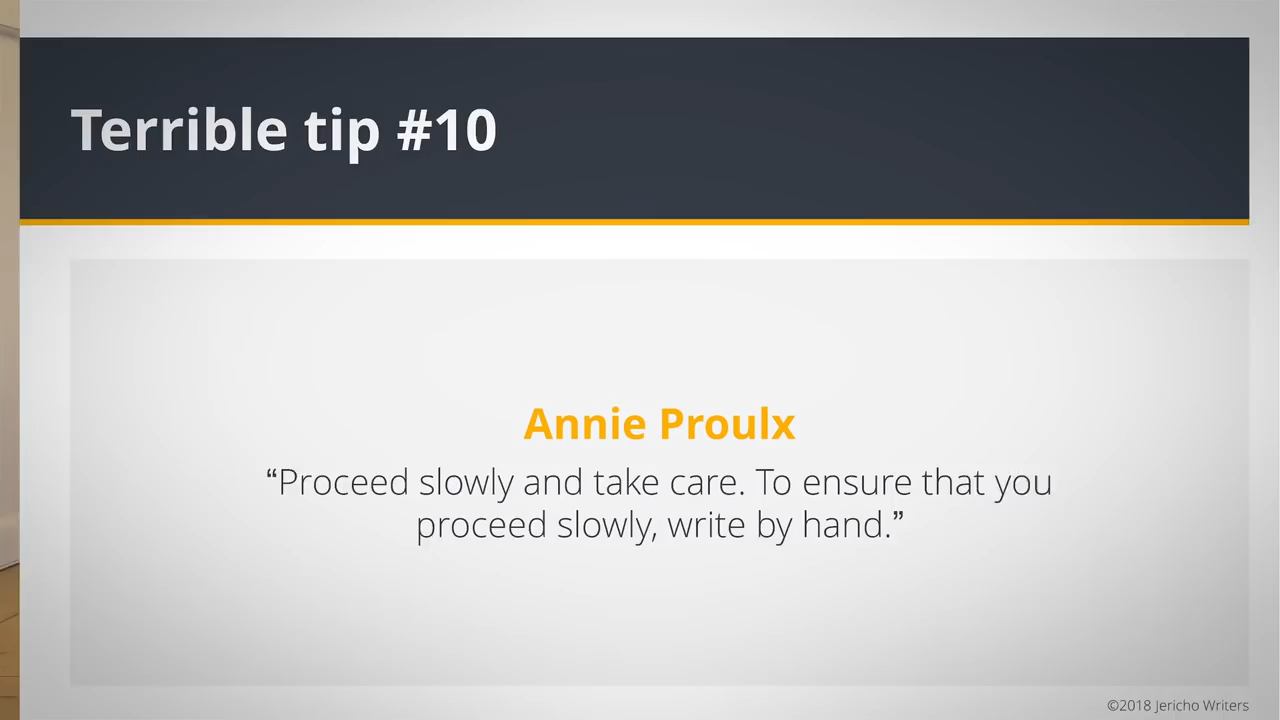 Terrible tip #10
Annie Proulx
“Proceed slowly and take care. To ensure that you
proceed slowly, write by hand.”
©2018 Jericho Writers